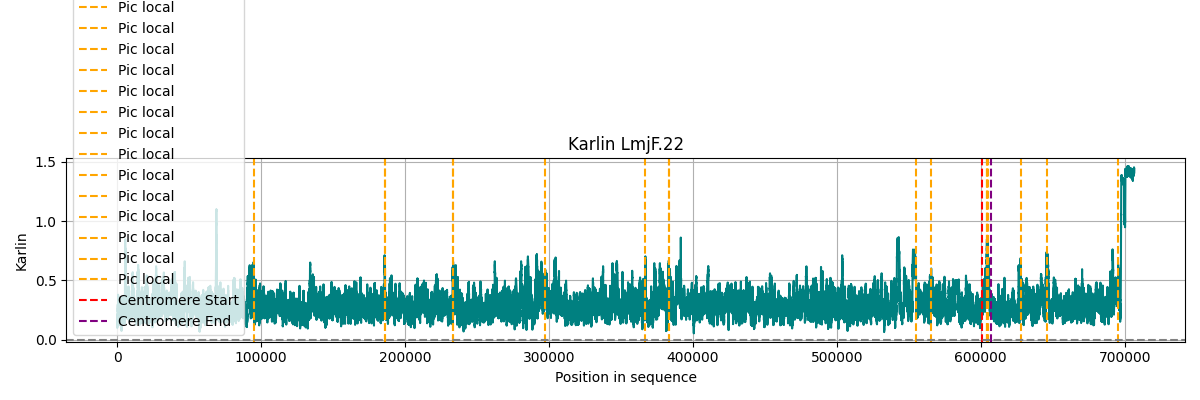 Pic local
Pic local
Pic local
Pic local
Pic local
Pic local
Pic local
Pic local
Pic local
Pic local
Pic local
Pic local
Pic local
Pic local
Centromere Start
Centromere End
Karlin LmjF.22
1.5
1.0
0.5
0.0
Karlin
0
100000
200000
300000
400000
500000
600000
700000
Position in sequence